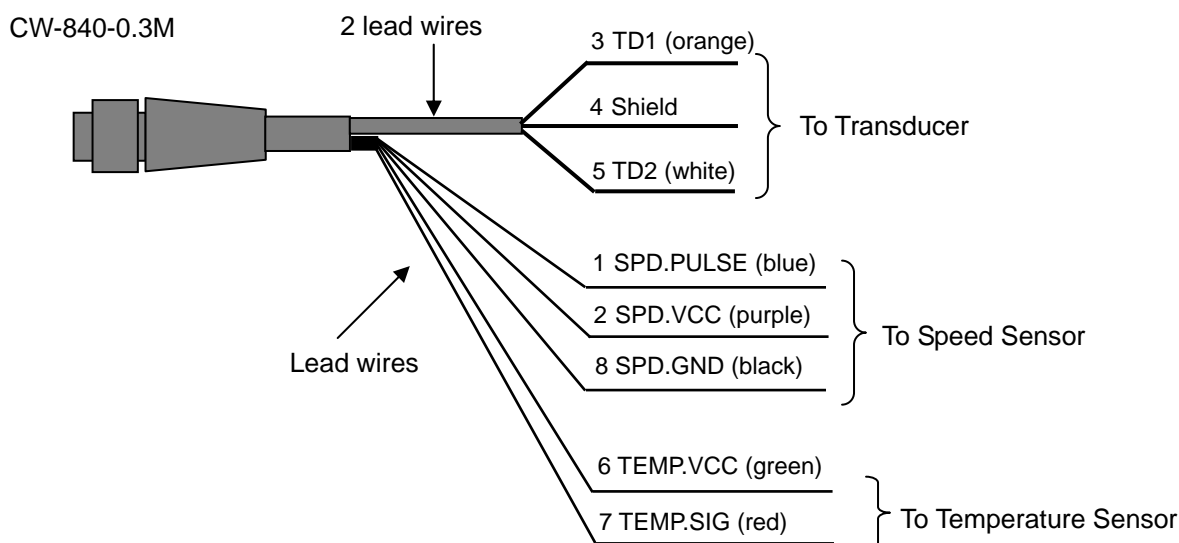 CW-840-0.3M
2 lead wires
3 TD1 (orange)
4 Shield
5 TD2 (white)
To Transducer
1 SPD.PULSE (blue)
2 SPD.VCC (purple)
8 SPD.GND (black)
To Speed Sensor
Lead wires
6 TEMP.VCC (green)
7 TEMP.SIG (red)
To Temperature Sensor